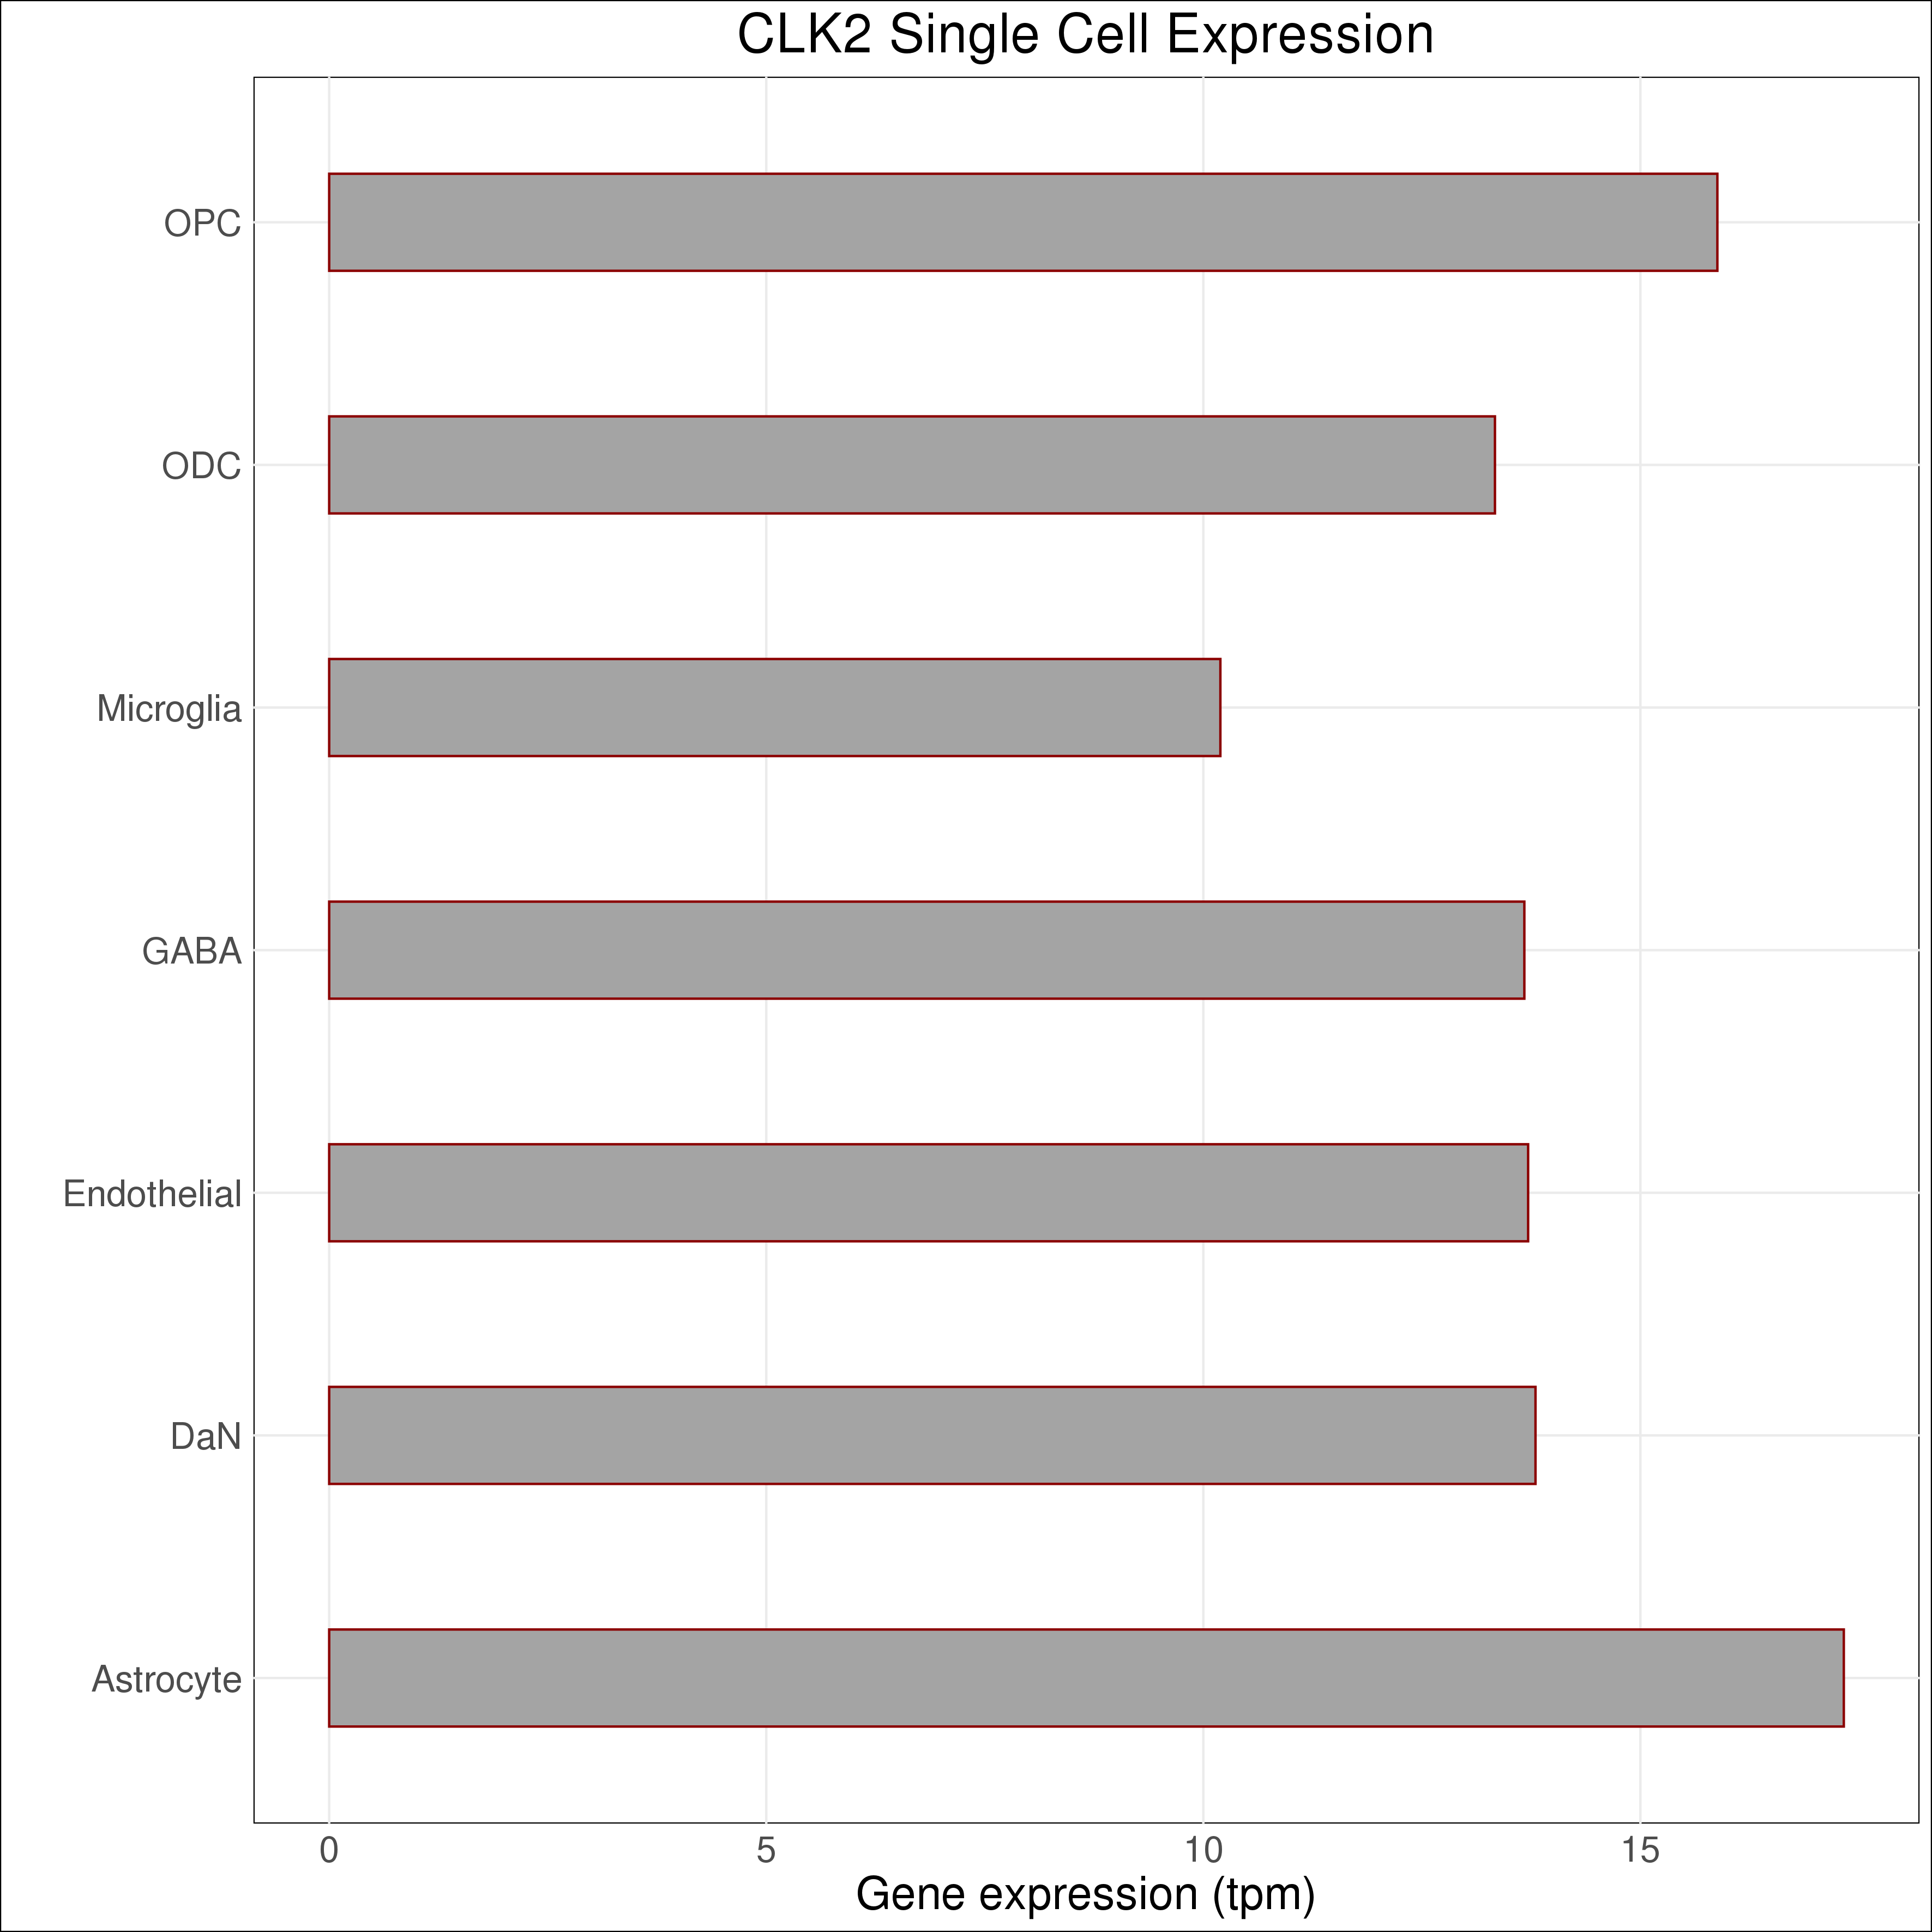 CLK2 Single Cell Expression
OPC
ODC
Microglia
GABA
Endothelial
DaN
Astrocyte
0 5 10 15
Gene expression (tpm)